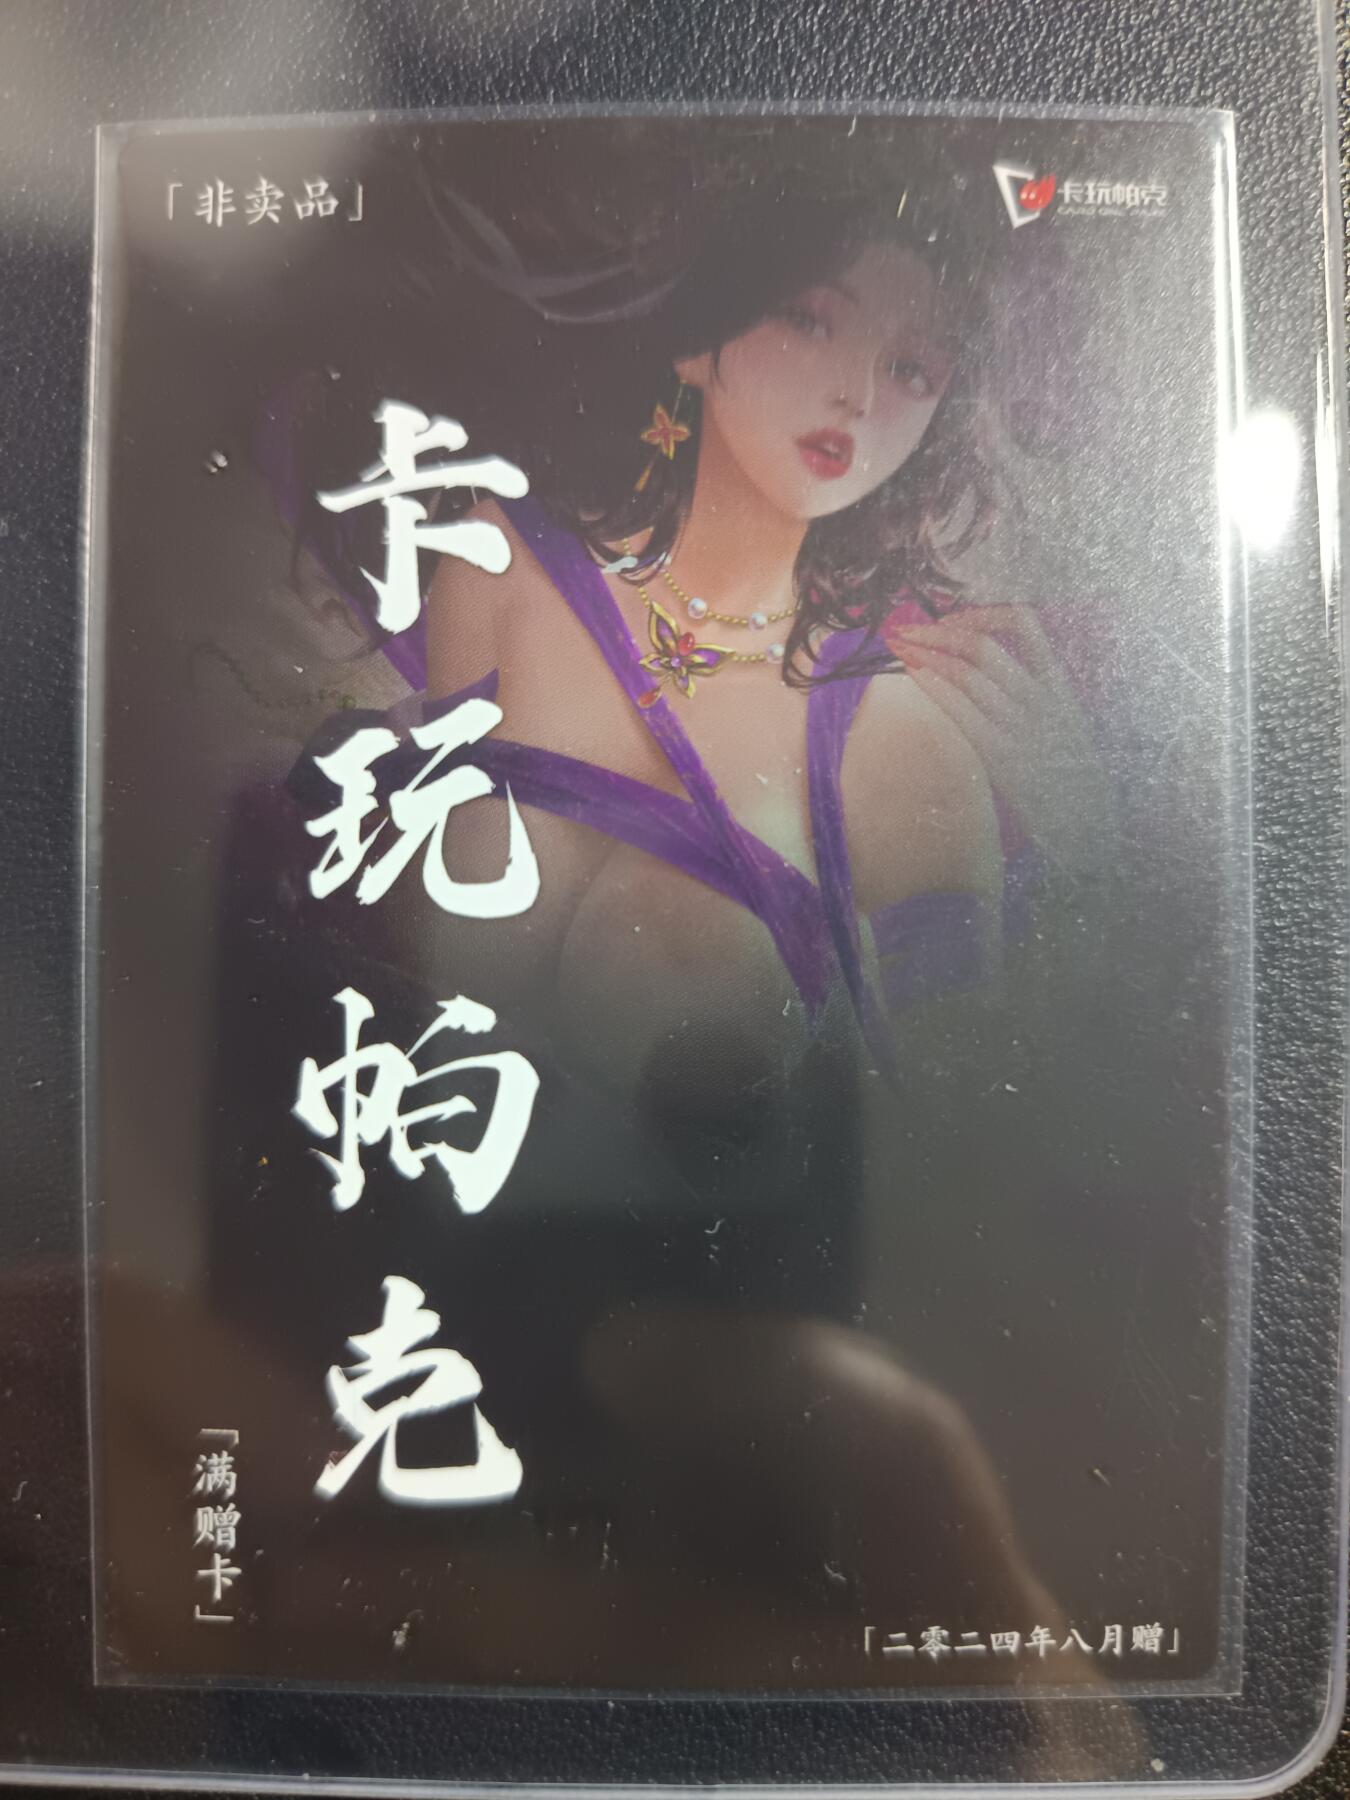 「非卖品」
卡玩帕克
卡玩帕克
「满赠卡」
「二零二四年八月赠」